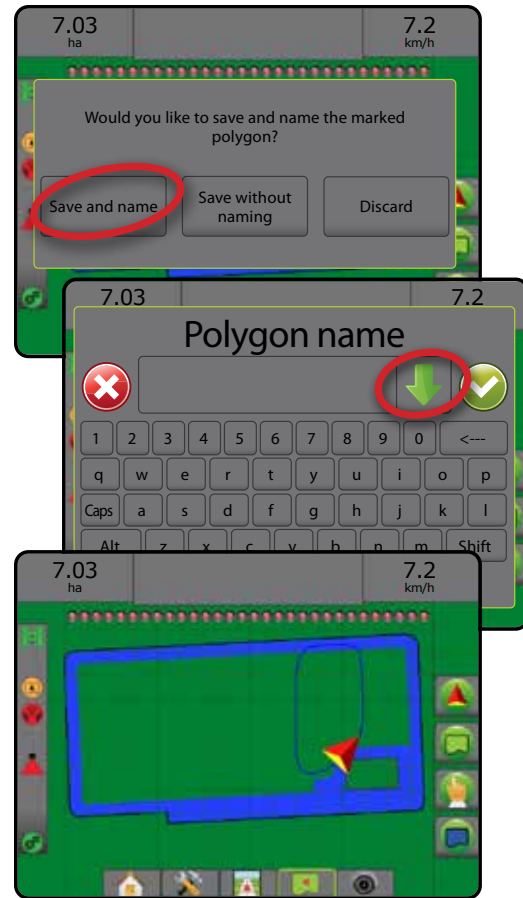 7.03 7.2
ha km/h
Would you like to save and name the marked
polygon?
Save and name Save without naming Discard
7.03 7.2
Polygon name
1 2 3 4 5 6 7 8 9 0 <---
q w e r t y u i o p
Caps a s d f g h j k l
Alt z x c v b n m Shift
7.03 7.2
ha km/h